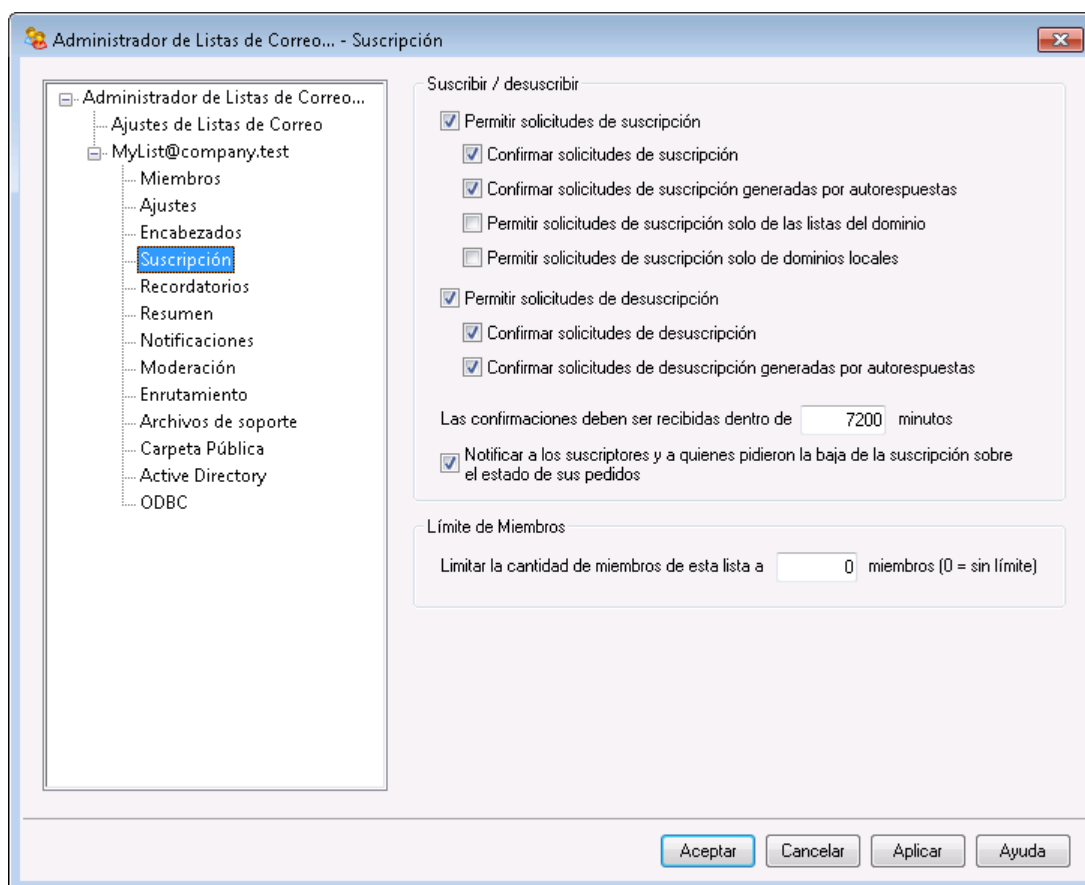 Administrador de Listas de Correo... - Suscripción
Administrador de Listas de Correo...
Ajustes de Listas de Correo
MyList@company.test
Miembros
Ajustes
Encabezados
Suscripción
Recordatorios
Resumen
Notificaciones
Moderación
Enrutamiento
Archivos de soporte
Carpeta Pública
Active Directory
ODBC
Suscribir / desuscribir
Permitir solicitudes de suscripción
Confirmar solicitudes de suscripción
Confirmar solicitudes de suscripción generadas por autorespuestas
Permitir solicitudes de suscripción solo de las listas del dominio
Permitir solicitudes de suscripción solo de dominios locales
Permitir solicitudes de desuscripción
Confirmar solicitudes de desuscripción
Confirmar solicitudes de desuscripción generadas por autorespuestas
Las confirmaciones deben ser recibidas dentro de 7200 minutos
Notificar a los suscriptores y a quienes pidieron la baja de la suscripción sobre
el estado de sus pedidos
Límite de Miembros
Limitar la cantidad de miembros de esta lista a 0 miembros (0 = sin límite)
Aceptar Cancelar Aplicar Ayuda